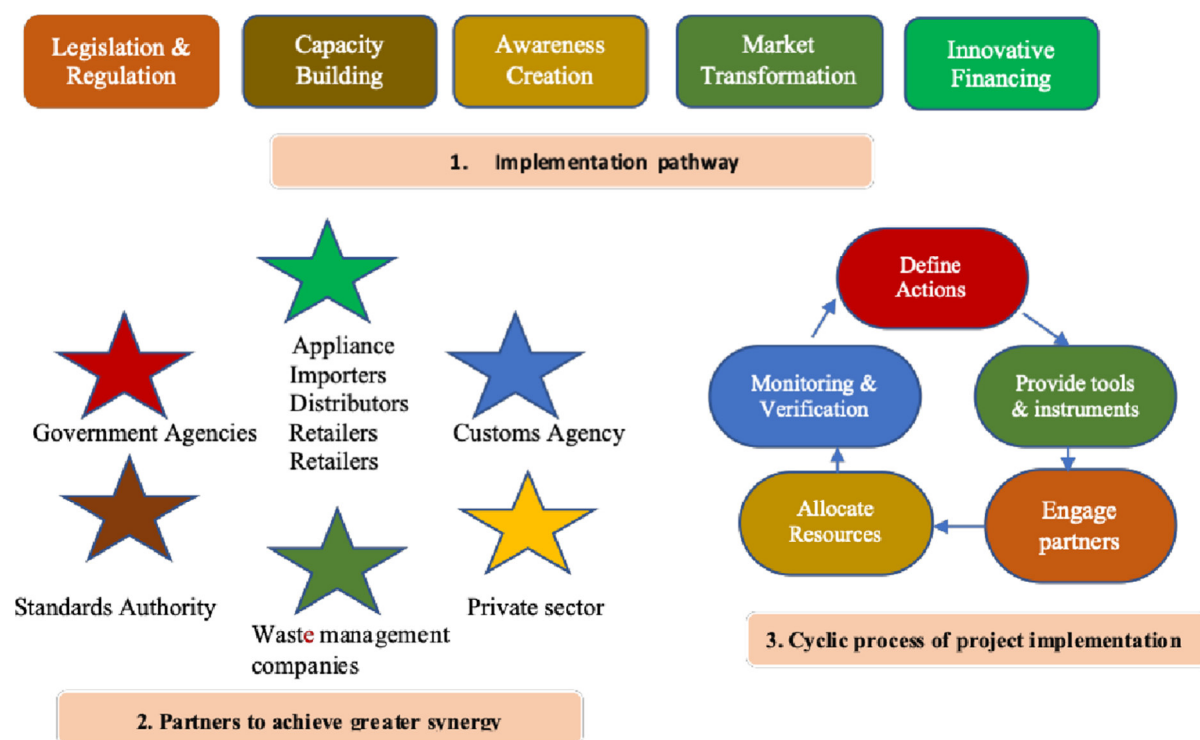 Legislation &
Regulation
Capacity
Building
Awareness
Creation
Market
Transformation
Innovative
Financing
1. Implementation pathway
Appliance
Importers
Distributors
Retailers
Retailers
Government Agencies
Customs Agency
Standards Authority
Waste management
companies
Private sector
2. Partners to achieve greater synergy
Define
Actions
Provide tools
& instruments
Engage
partners
Allocate
Resources
Monitoring &
Verification
3. Cyclic process of project implementation